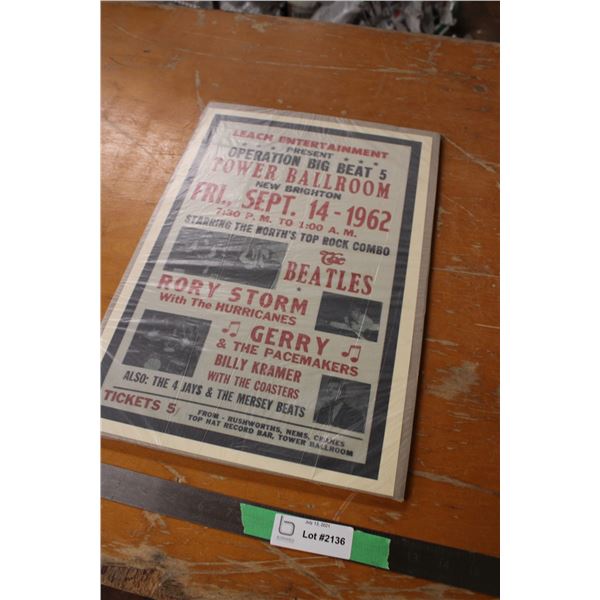 LEACH ENTERTAINMENT
PRESENT
OPERATION BIG BEAT 5
TOWER BALLROOM
NEW BRIGHTON
FRI., SEPT. 14-1962
7:30 P. M. TO 1:00 A. M.
STARRING THE NORTH'S TOP ROCK COMBO
The
BEATLES
RORY STORM
With The HURRICANES
GERRY
& THE PACEMAKERS
BILLY KRAMER
WITH THE COASTERS
ALSO: THE 4 JAYS & THE MERSEY BEATS
TICKETS 5/
FROM - RUSHWORTHS, NEMS, CRANES
TOP HAT RECORD BAR, TOWER BALLROOM
July 13, 2021
b
Lot #2136